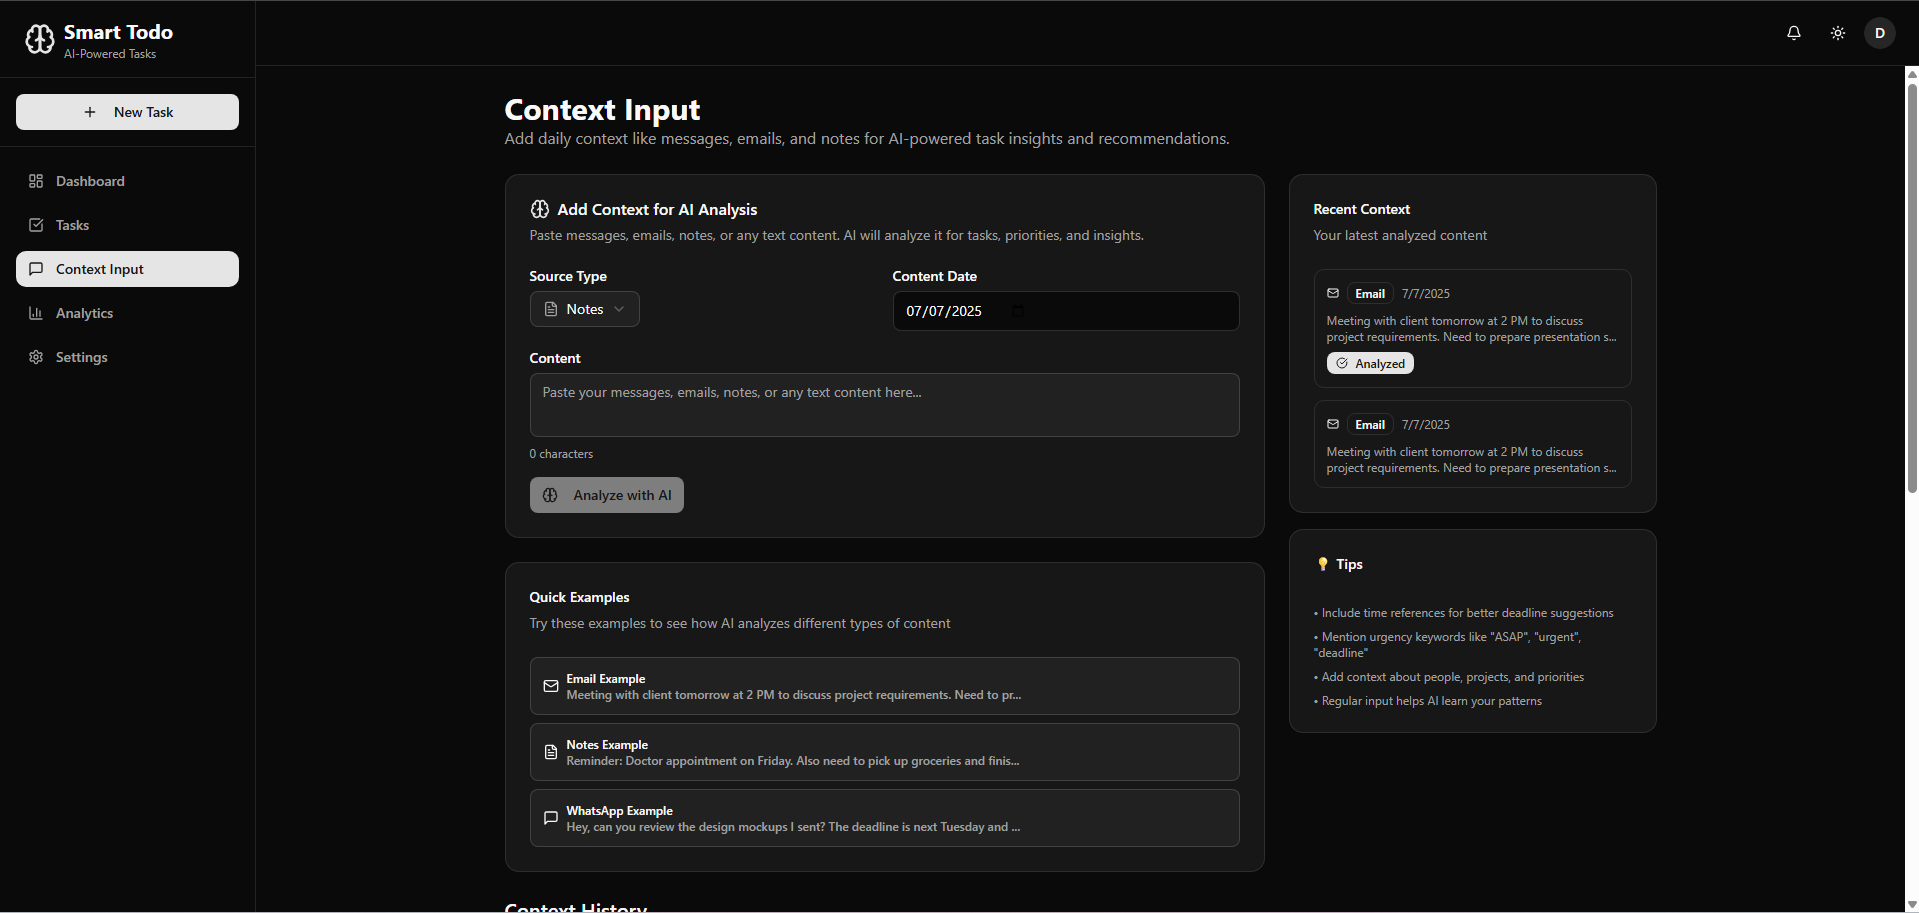 Smart Todo
AI-Powered Tasks
New Task
Dashboard
Tasks
Context Input
Analytics
Settings
D
Context Input
Add daily context like messages, emails, and notes for AI-powered task insights and recommendations.
Add Context for AI Analysis
Paste messages, emails, notes, or any text content. AI will analyze it for tasks, priorities, and insights.
Source Type
Notes
Content Date
07/07/2025
Content
Paste your messages, emails, notes, or any text content here...
0 characters
Analyze with AI
Quick Examples
Try these examples to see how AI analyzes different types of content
Email Example
Meeting with client tomorrow at 2 PM to discuss project requirements. Need to pr...
Notes Example
Reminder: Doctor appointment on Friday. Also need to pick up groceries and finis...
WhatsApp Example
Hey, can you review the design mockups I sent? The deadline is next Tuesday and ...
Context History
Recent Context
Your latest analyzed content
Email 7/7/2025
Meeting with client tomorrow at 2 PM to discuss
project requirements. Need to prepare presentation s...
Analyzed
Email 7/7/2025
Meeting with client tomorrow at 2 PM to discuss
project requirements. Need to prepare presentation s...
💡 Tips
• Include time references for better deadline suggestions
• Mention urgency keywords like "ASAP", "urgent",
"deadline"
• Add context about people, projects, and priorities
• Regular input helps AI learn your patterns